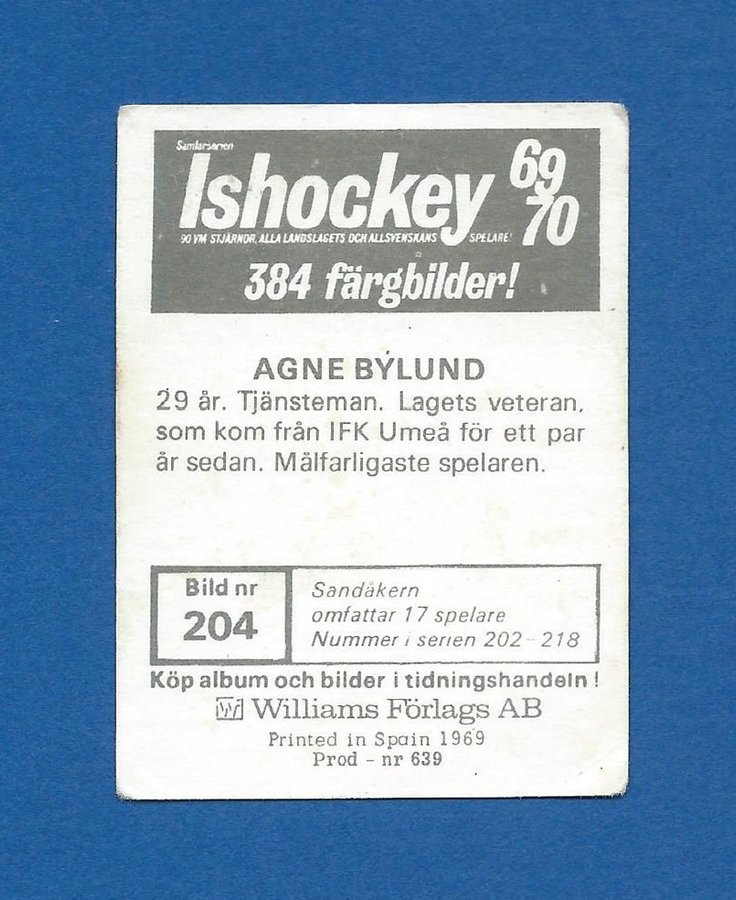 Samlarserien
Ishockey 69 70
90 VM STJÄRNOR, ALLA LANDSLAGETS OCH ALLSVENSKANS SPELARE!
384 färgbilder!
AGNE BYLUND
29 år. Tjänsteman. Lagets veteran,
som kom från IFK Umeå för ett par
år sedan. Målfarligaste spelaren.
Bild nr
204
Sandåkern
omfattar 17 spelare
Nummer i serien 202-218
Köp album och bilder i tidningshandeln!
W Williams Förlags AB
Printed in Spain 1969
Prod - nr 639